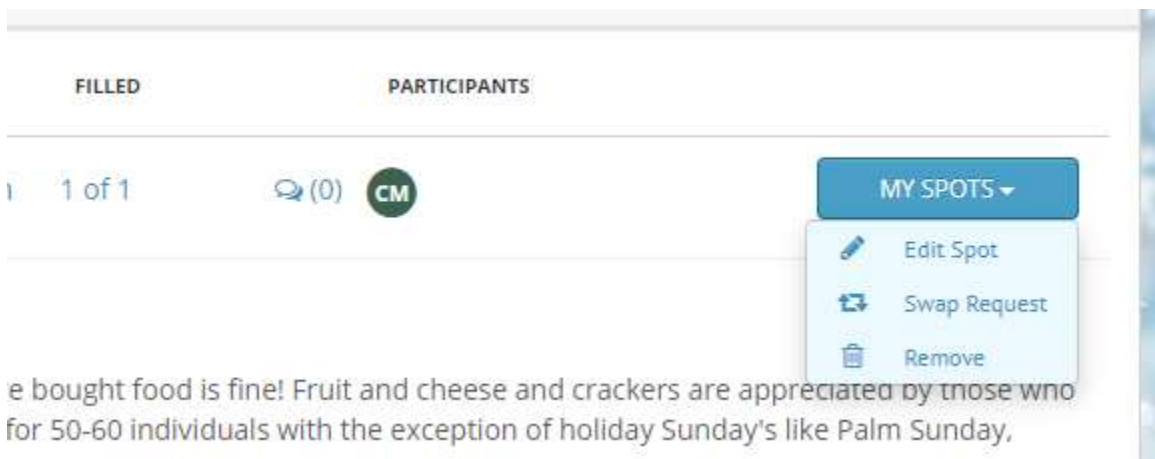 FILLED PARTICIPANTS
1 of 1 (0) CM MY SPOTS
Edit Spot
Swap Request
Remove
e bought food is fine! Fruit and cheese and crackers are appreciated by those who
for 50-60 individuals with the exception of holiday Sunday's like Palm Sunday,